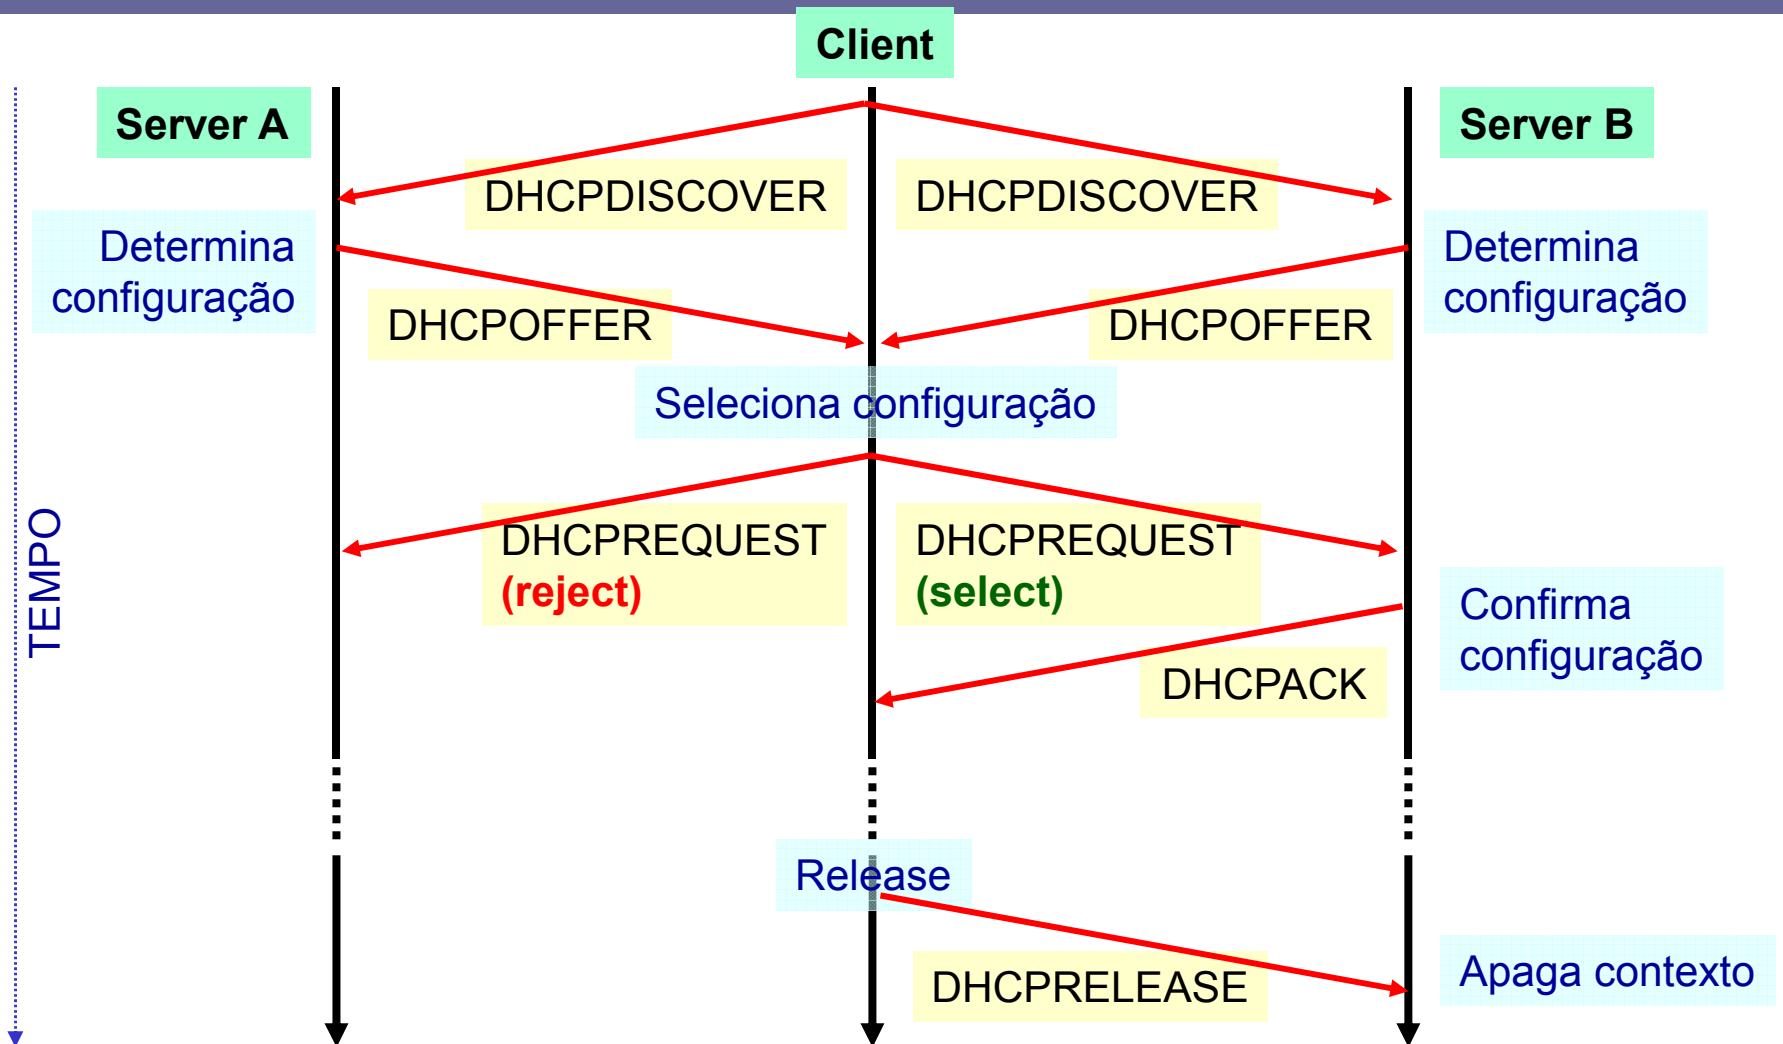 Client
Server A
Server B
DHCPDISCOVER
DHCPDISCOVER
Determina
configuração
Determina
configuração
DHCPOFFER
DHCPOFFER
Seleciona configuração
TEMPO
DHCPREQUEST
(reject)
DHCPREQUEST
(select)
Confirma
configuração
DHCPACK
Release
DHCPRELEASE
Apaga contexto